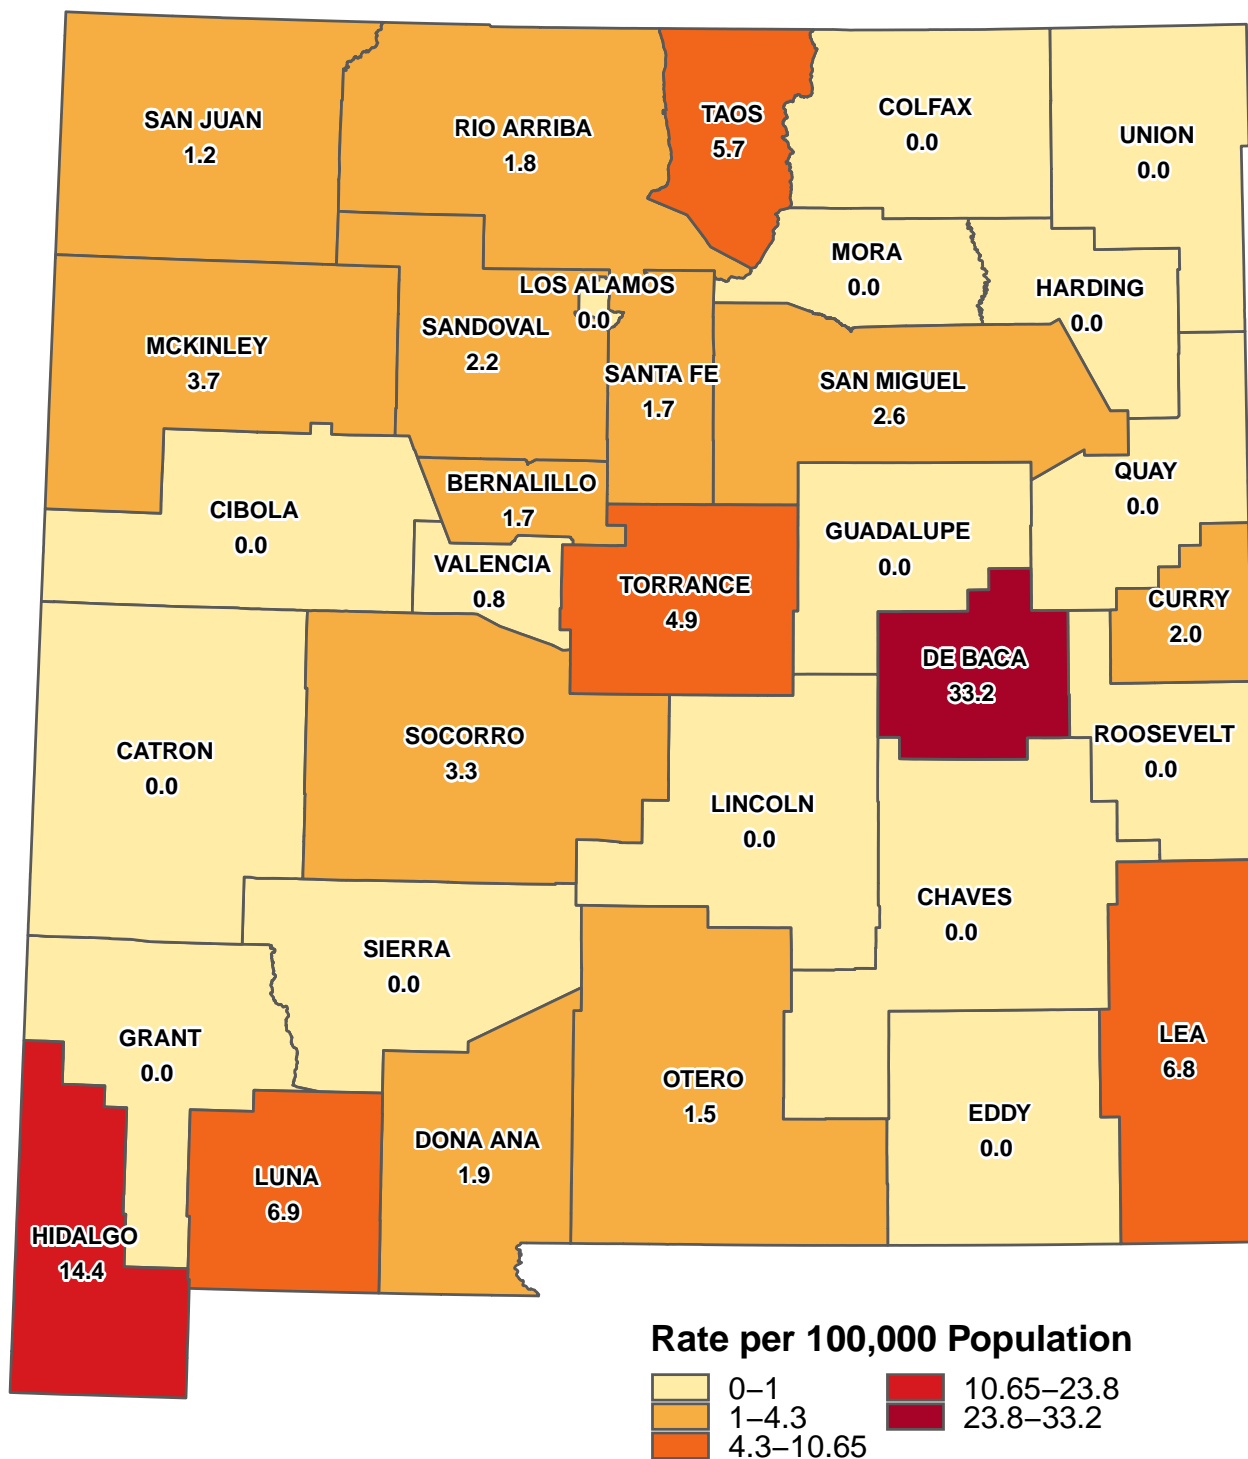 SAN JUAN
1.2
RIO ARRIBA
1.8
TAOS
5.7
COLFAX
0.0
UNION
0.0
MORA
0.0
HARDING
0.0
LOS ALAMOS
0.0
SANDOVAL
2.2
MCKINLEY
3.7
SANTA FE
1.7
SAN MIGUEL
2.6
QUAY
0.0
BERNALILLO
1.7
CIBOLA
0.0
GUADALUPE
0.0
VALENCIA
0.8
TORRANCE
4.9
CURRY
2.0
DE BACA
33.2
ROOSEVELT
0.0
SOCORRO
3.3
CATRON
0.0
LINCOLN
0.0
CHAVES
0.0
SIERRA
0.0
GRANT
0.0
LEA
6.8
OTERO
1.5
EDDY
0.0
DONA ANA
1.9
LUNA
6.9
HIDALGO
14.4
Rate per 100,000 Population
0–1
1–4.3
4.3–10.65
10.65–23.8
23.8–33.2